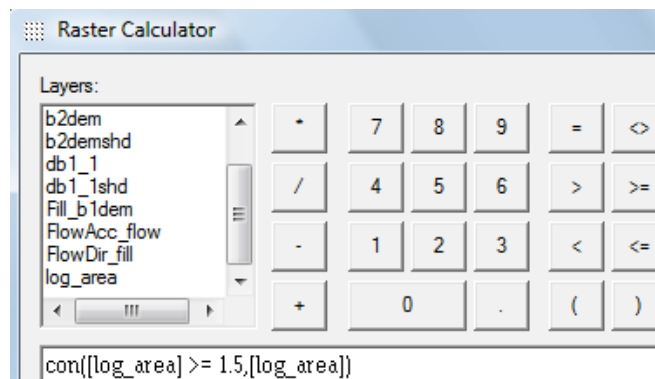 Raster Calculator
Layers:
b2dem
b2demshd
db1_1
db1_1shd
Fill_b1dem
FlowAcc_flow
FlowDir_fill
log_area
* 7 8 9 = <>
/ 4 5 6 > >=
- 1 2 3 < <=
+ 0 . ( )
con([log_area] >= 1.5,[log_area])